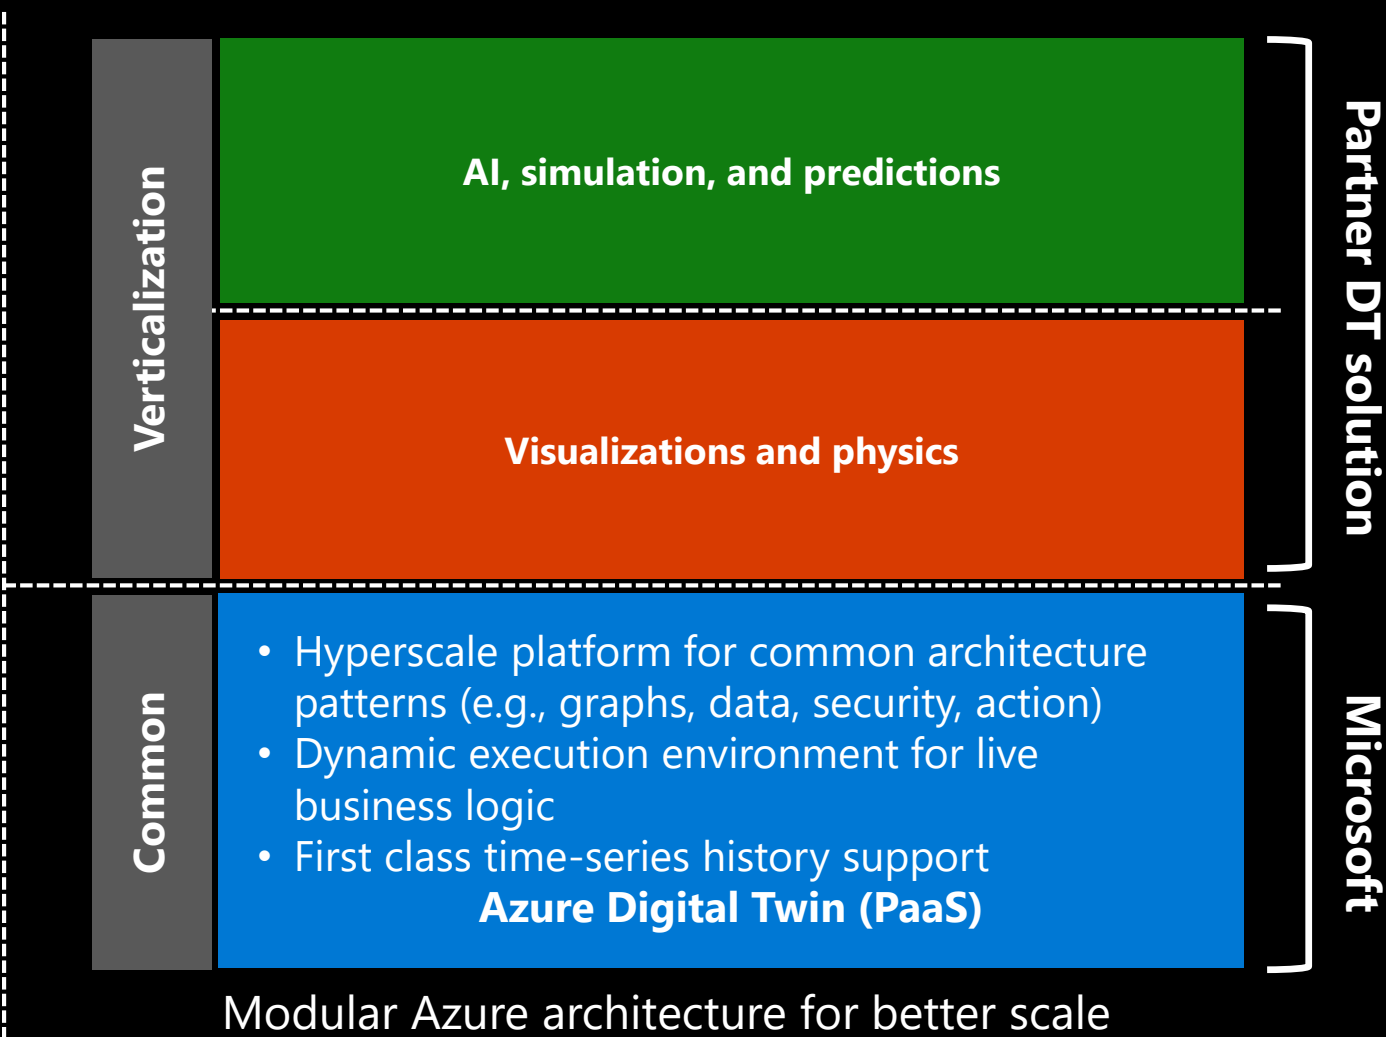 Verticalization
AI, simulation, and predictions
Visualizations and physics
Partner DT solution
Common
• Hyperscale platform for common architecture
patterns (e.g., graphs, data, security, action)
• Dynamic execution environment for live
business logic
• First class time-series history support
Azure Digital Twin (PaaS)
Microsoft
Modular Azure architecture for better scale